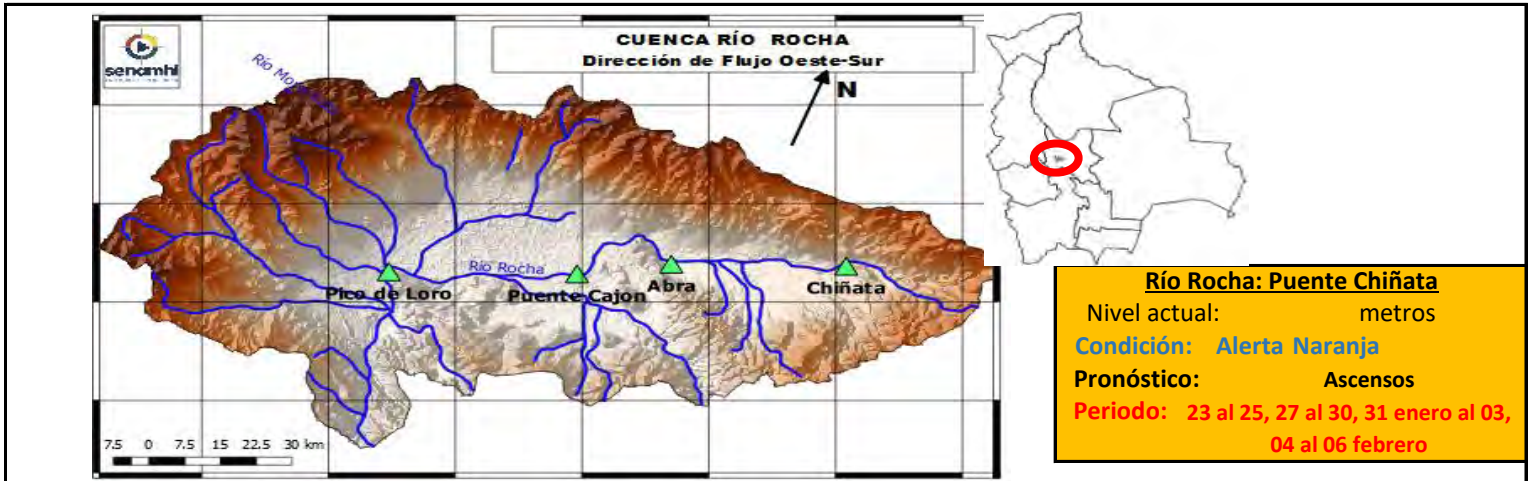 senamhi
CUENCA RÍO ROCHA
Dirección de Flujo Oeste-Sur
N
Río Rocha
Pico de Loro
Puente Cajon
Abra
Chiñata
7.5 0 7.5 15 22.5 30 km
Río Rocha: Puente Chiñata
Nivel actual: metros
Condición: Alerta Naranja
Pronóstico: Ascensos
Periodo: 23 al 25, 27 al 30, 31 enero al 03,
04 al 06 febrero